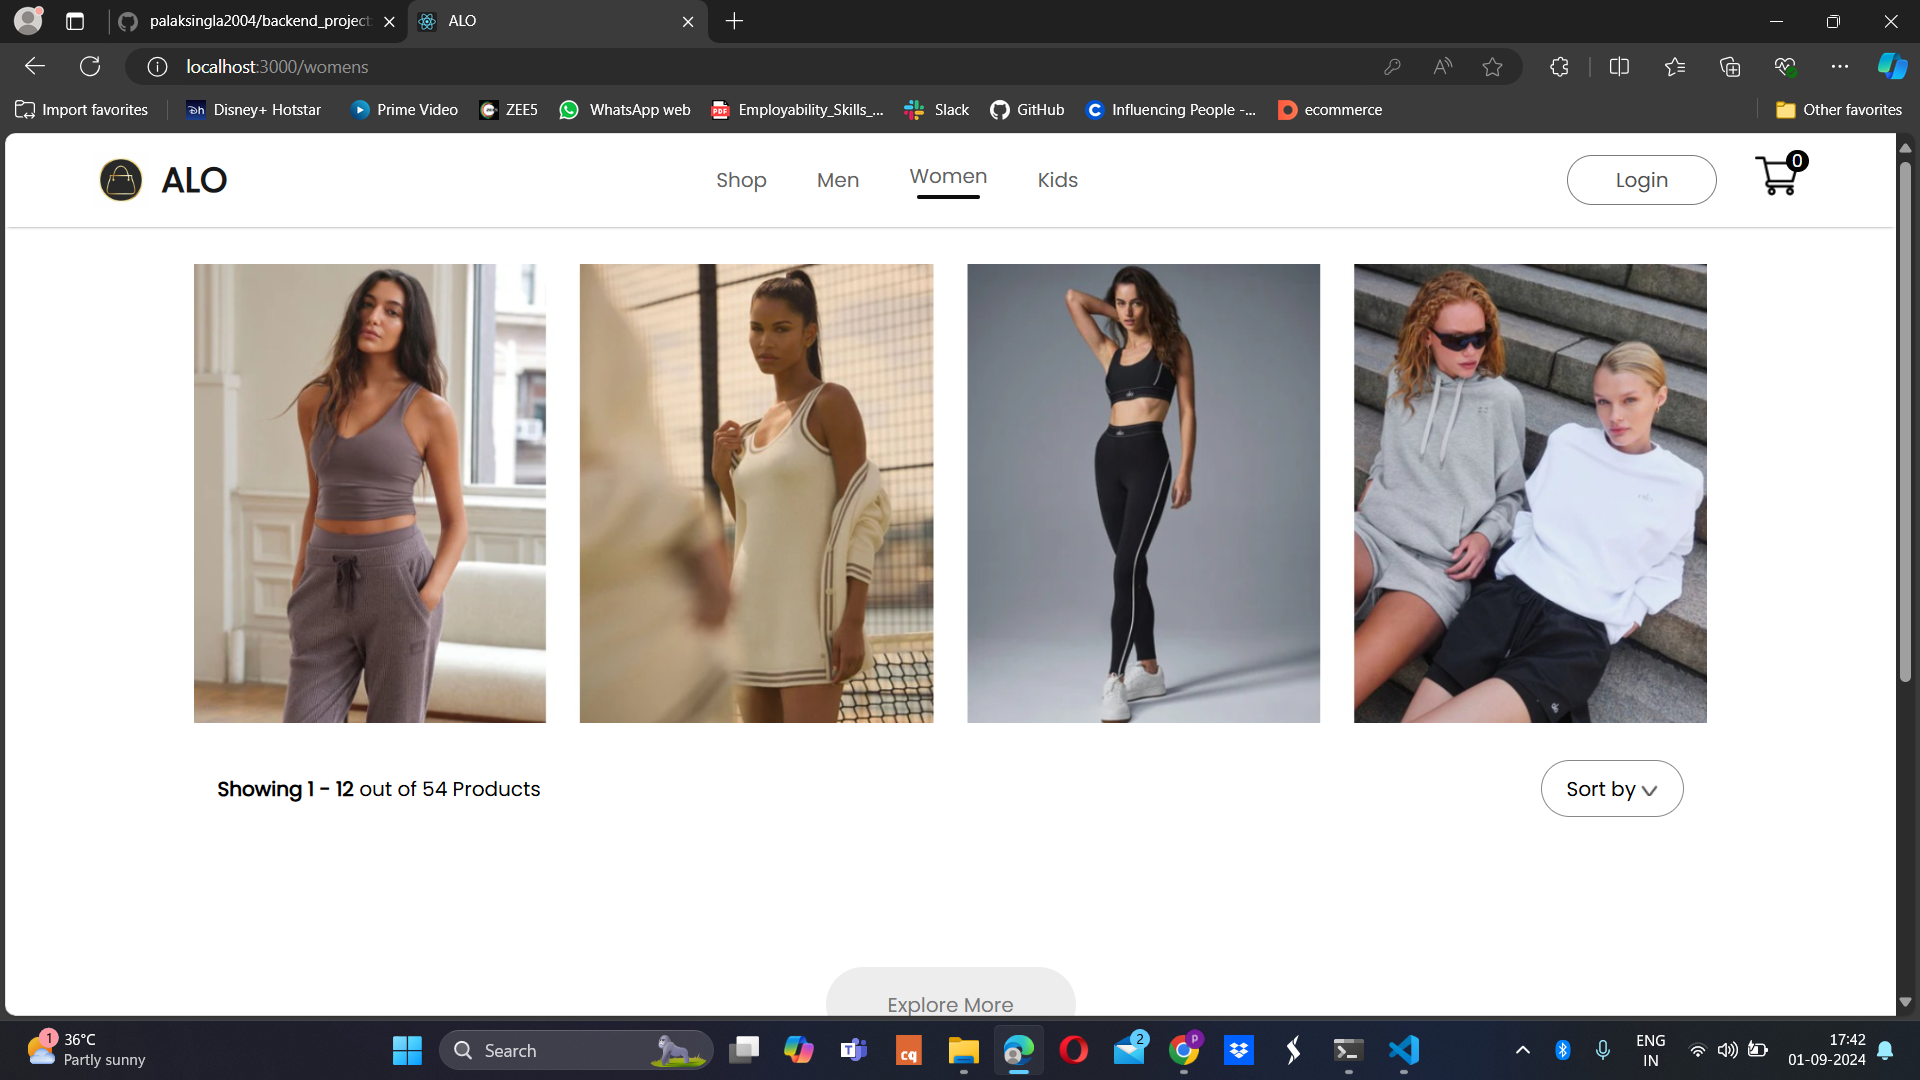 palaksingla2004/backend_project
ALO
localhost:3000/womens
Import favorites
Disney+ Hotstar
Prime Video
ZEE5
WhatsApp web
Employability_Skills_...
Slack
GitHub
Influencing People -...
ecommerce
Other favorites
ALO
Shop
Men
Women
Kids
Login
0
Showing 1 - 12 out of 54 Products
Sort by
Explore More
1
36°C
Partly sunny
Search
cq
2
p
ENG
IN
17:42
01-09-2024